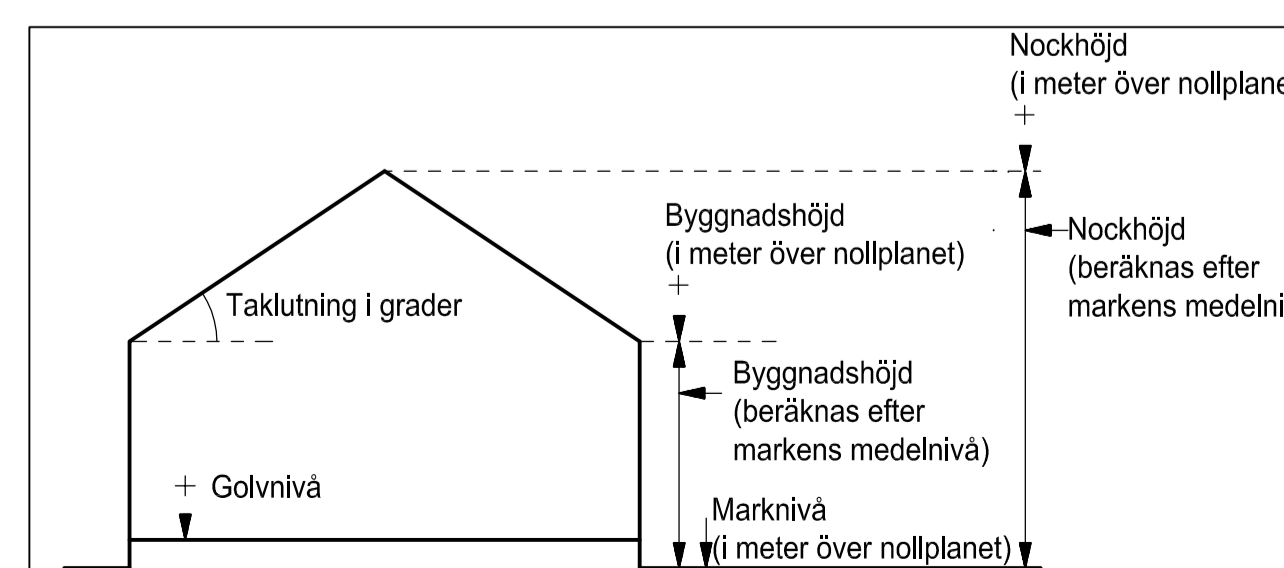 Nockhöjd
(i meter över nollplane
+
Byggnadshöjd
(i meter över nollplanet)
+
Nockhöjd
(beräknas efter
markens medelni
Taklutning i grader
Byggnadshöjd
(beräknas efter
markens medelnivå)
+ Golvnivå
Marknivå
(i meter över nollplanet)